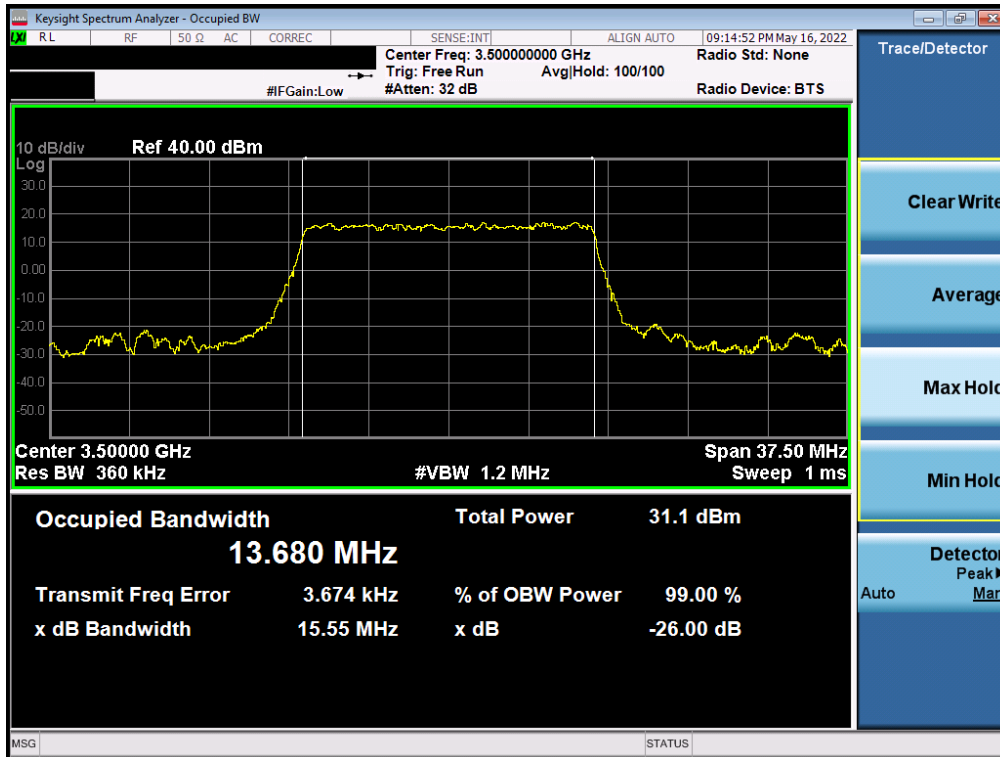 Keysight Spectrum Analyzer - Occupied BW
LXI RL RF 50 Ω AC CORREC SENSE:INT ALIGN AUTO 09:14:52 PM May 16, 2022
Center Freq: 3.500000000 GHz Radio Std: None
Trig: Free Run Avg|Hold: 100/100
#IFGain:Low #Atten: 32 dB Radio Device: BTS
Trace/Detector
10 dB/div Ref 40.00 dBm
Log
30.0
20.0
10.0
0.00
-10.0
-20.0
-30.0
-40.0
-50.0
Center 3.50000 GHz Span 37.50 MHz
Res BW 360 kHz #VBW 1.2 MHz Sweep 1 ms
Occupied Bandwidth Total Power 31.1 dBm
13.680 MHz
Transmit Freq Error 3.674 kHz % of OBW Power 99.00 %
x dB Bandwidth 15.55 MHz x dB -26.00 dB
Clear Write
Average
Max Hold
Min Hold
Detector
Peak
Auto Man
MSG STATUS